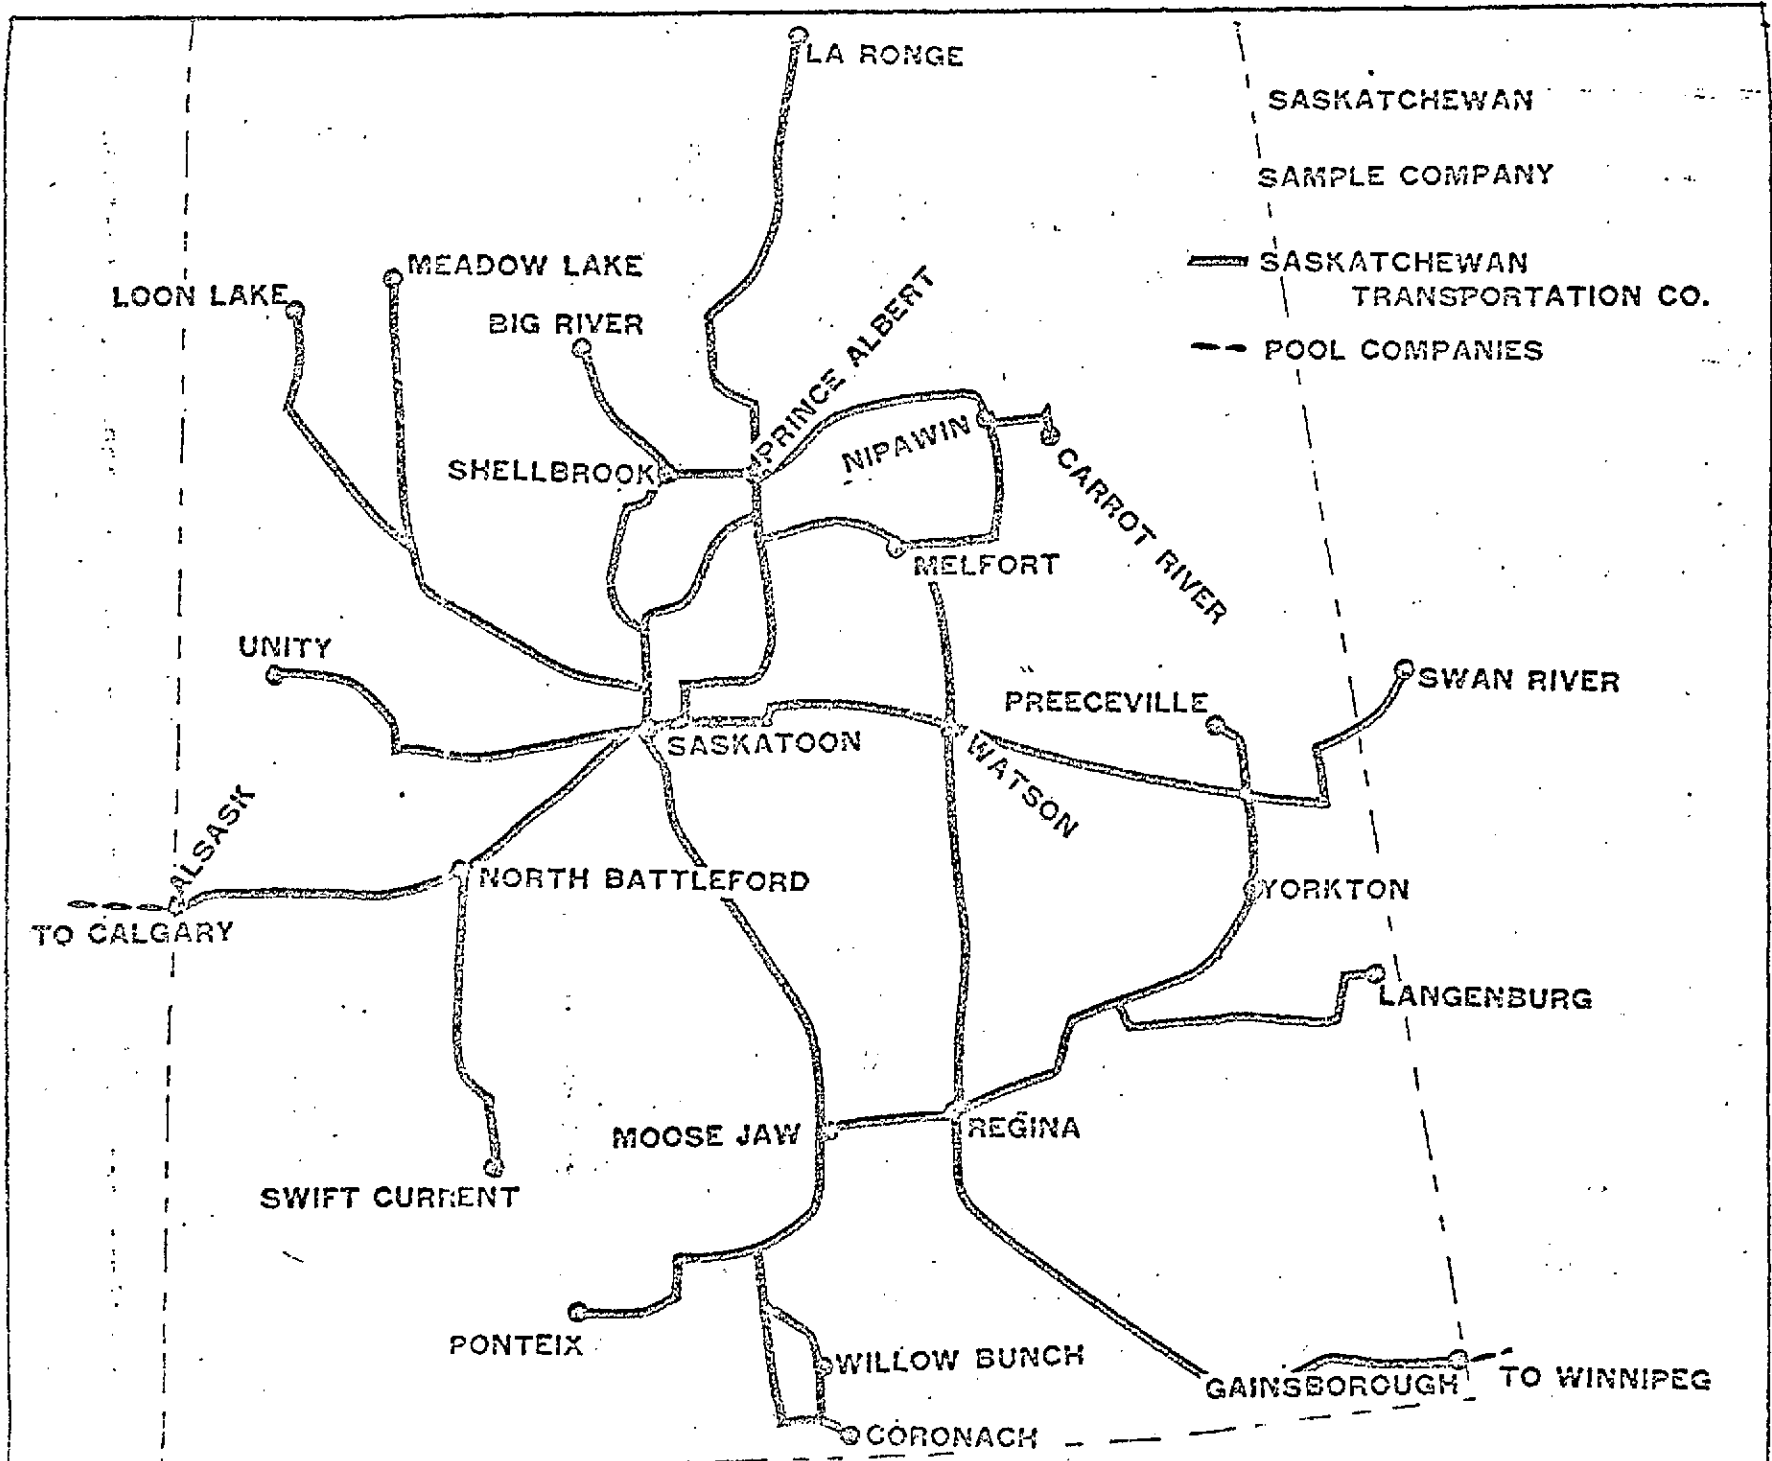 LA RONGE
SASKATCHEWAN
SAMPLE COMPANY
SASKATCHEWAN
TRANSPORTATION CO.
POOL COMPANIES
MEADOW LAKE
LOON LAKE
BIG RIVER
PRINCE ALBERT
NIPAWIN
SHELLBROOK
CARROT RIVER
MELFORT
UNITY
SWAN RIVER
PREECEVILLE
SASKATOON
WATSON
ALSASK
NORTH BATTLEFORD
YORKTON
TO CALGARY
LANGENBURG
MOOSE JAW
REGINA
SWIFT CURRENT
PONTEIX
WILLOW BUNCH
GAINSBOROUGH
TO WINNIPEG
CORONACH